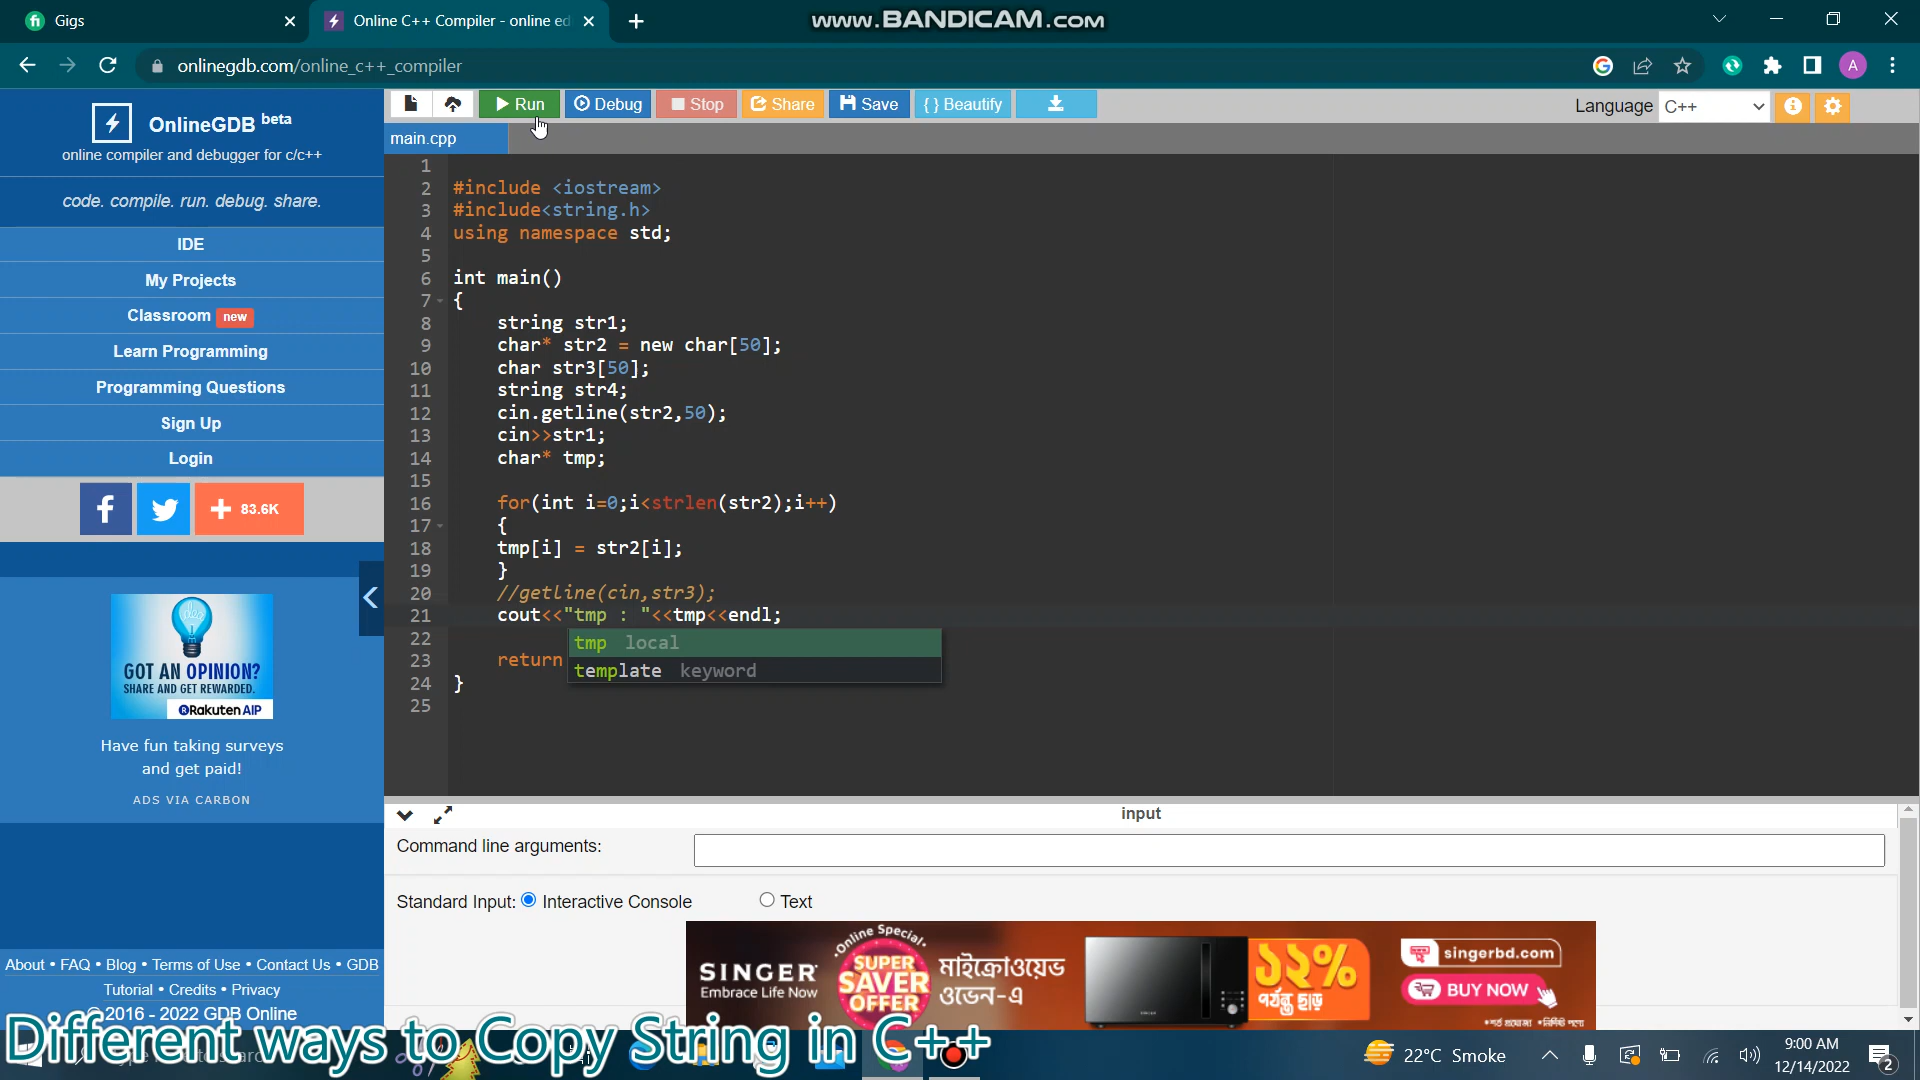 Gigs
Online C++ Compiler - online ed
www.BANDICAM.com
onlinegdb.com/online_c++_compiler
A
OnlineGDB beta
online compiler and debugger for c/c++
code. compile. run. debug. share.
IDE
My Projects
Classroom new
Learn Programming
Programming Questions
Sign Up
Login
83.6K
GOT AN OPINION?
SHARE AND GET REWARDED.
Rakuten AIP
Have fun taking surveys
and get paid!
ADS VIA CARBON
About • FAQ • Blog • Terms of Use • Contact Us • GDB
Tutorial • Credits • Privacy
© 2016 - 2022 GDB Online
Run
Debug
Stop
Share
Save
{ } Beautify
Language C++
main.cpp
1
2 #include <iostream>
3 #include<string.h>
4 using namespace std;
5
6 int main()
7 {
8 string str1;
9 char* str2 = new char[50];
10 char str3[50];
11 string str4;
12 cin.getline(str2,50);
13 cin>>str1;
14 char* tmp;
15
16 for(int i=0;i<strlen(str2);i++)
17 {
18 tmp[i] = str2[i];
19 }
20 //getline(cin,str3);
21 cout<<"tmp : "<<tmp<<endl;
22
tmp local
23 return
template keyword
24 }
25
input
Command line arguments:
Standard Input: Interactive Console Text
Online Special
SUPER
SAVER
OFFER
SINGER
Embrace Life Now
মাইক্রোওয়েভ
ওভেন-এ
১২%
পর্যন্ত ছাড়
singerbd.com
BUY NOW
Different ways to Copy String in C++
22°C Smoke
9:00 AM
12/14/2022
2